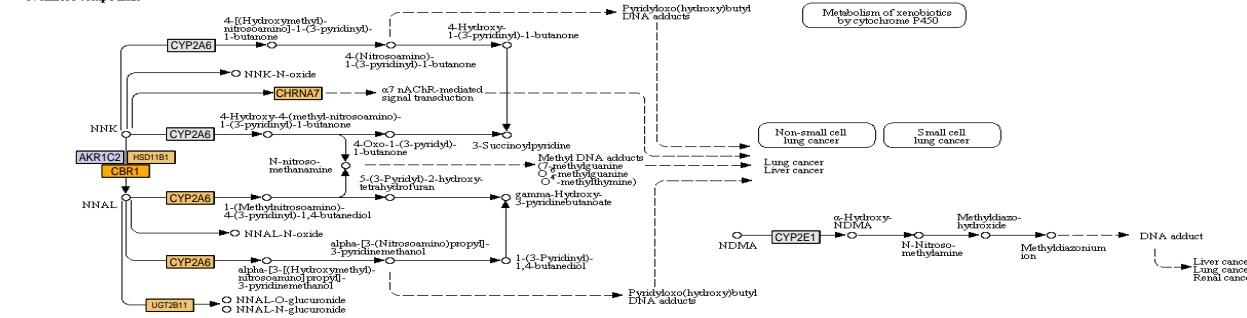 4-[(Hydroxymethyl)-
nitrosoamino]-1-(3-pyridinyl)-
1-butanone
CYP2A6
4-(Nitrosoamino)-
1-(3-pyridinyl)-1-butanone
4-Hydroxy-
1-(3-pyridinyl)-1-butanone
Pyridyloxo(hydroxy)butyl
DNA adducts
Metabolism of xenobiotics
by cytochrome P450
NNK-N-oxide
CHRNA7
α7 nAChR-mediated
signal transduction
NNK
4-Hydroxy-4-(methyl-nitrosoamino)-
1-(3-pyridinyl)-1-butanone
CYP2A6
4-Oxo-1-(3-pyridyl)-
1-butanone
3-Succinoylpyridine
Non-small cell
lung cancer
Small cell
lung cancer
AKR1C2
HSD11B1
CBR1
N-nitroso-
methanamine
Methyl DNA adducts
(7-methylguanine
O6-methylguanine
O4-methylthymine)
Lung cancer
Liver cancer
5-(3-Pyridyl)-2-hydroxy-
tetrahydrofuran
NNAL
CYP2A6
1-(Methylnitrosoamino)-
4-(3-pyridinyl)-1,4-butanediol
gamma-Hydroxy-
3-pyridinebutanoate
NNAL-N-oxide
alpha-[3-(Nitrosoamino)propyl]-
3-pyridinemethanol
CYP2A6
alpha-[3-[(Hydroxymethyl)-
nitrosoamino]propyl]-
3-pyridinemethanol
1-(3-Pyridinyl)-
1,4-butanediol
UGT2B11
NNAL-O-glucuronide
NNAL-N-glucuronide
Pyridyloxo(hydroxy)butyl
DNA adducts
NDMA
CYP2E1
α-Hydroxy-
NDMA
N-Nitroso-
methylamine
Methyldiazo-
hydroxide
Methyldiazonium
ion
DNA adduct
Liver cance
Lung cance
Renal canc